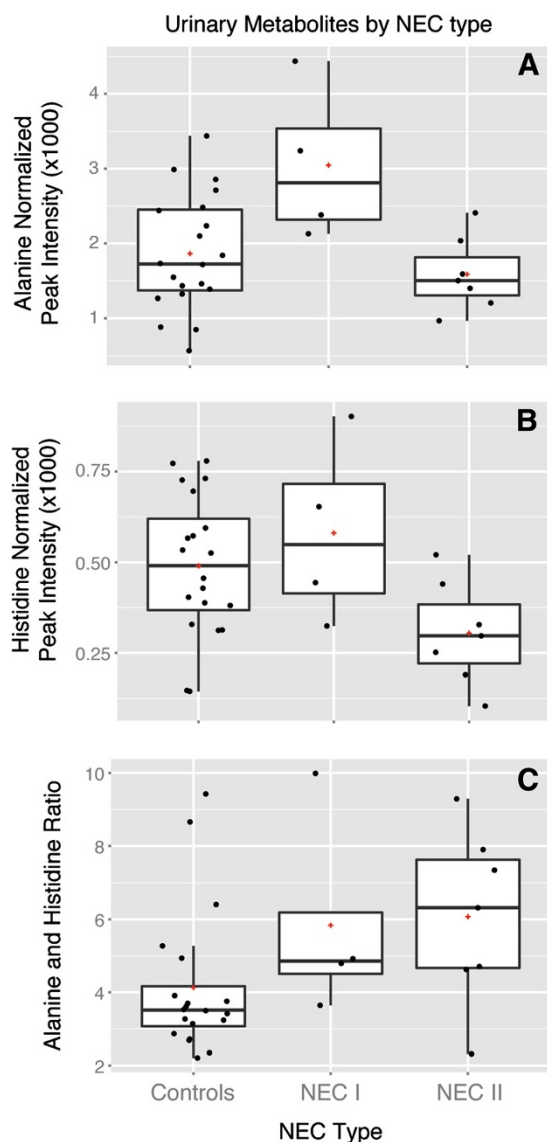 Urinary Metabolites by NEC type
A
Alanine Normalized
Peak Intensity (x1000)
4
3
2
1
B
Histidine Normalized
Peak Intensity (x1000)
0.75
0.50
0.25
C
Alanine and Histidine Ratio
10
8
6
4
2
Controls NEC I NEC II
NEC Type